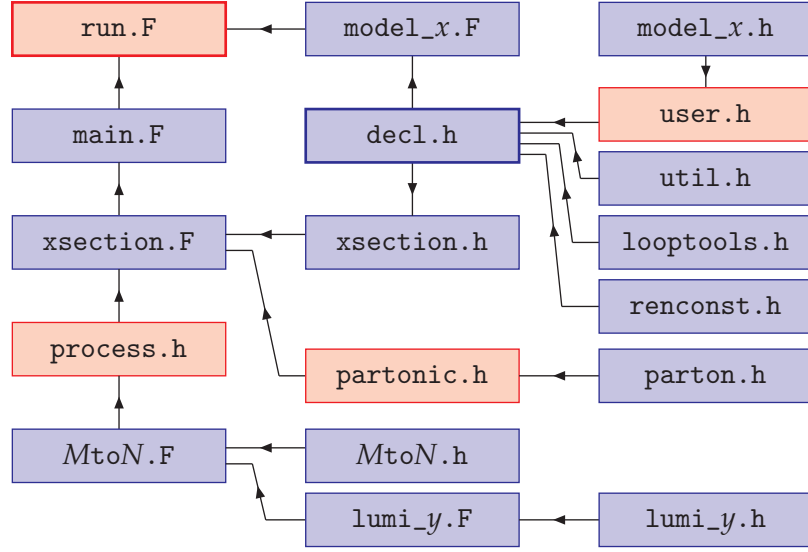 run.F
model_x.F
model_x.h
main.F
decl.h
user.h
util.h
xsection.F
xsection.h
looptools.h
renconst.h
process.h
partonic.h
parton.h
MtoN.F
MtoN.h
lumi_y.F
lumi_y.h